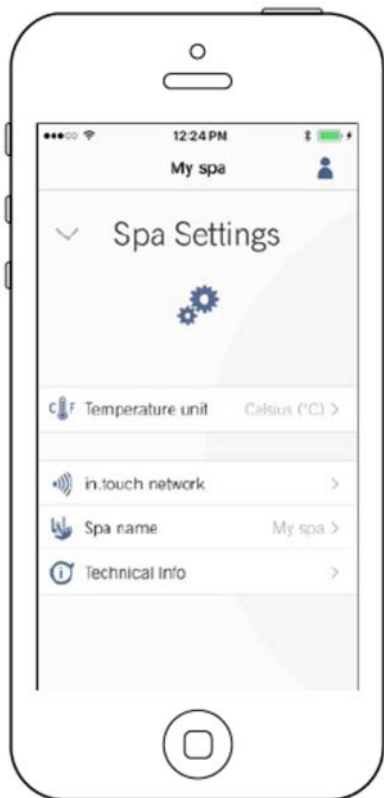 12:24 PM
My spa
Spa Settings
C F Temperature unit Celsius (°C) >
in.touch network >
Spa name My spa >
Technical Info >